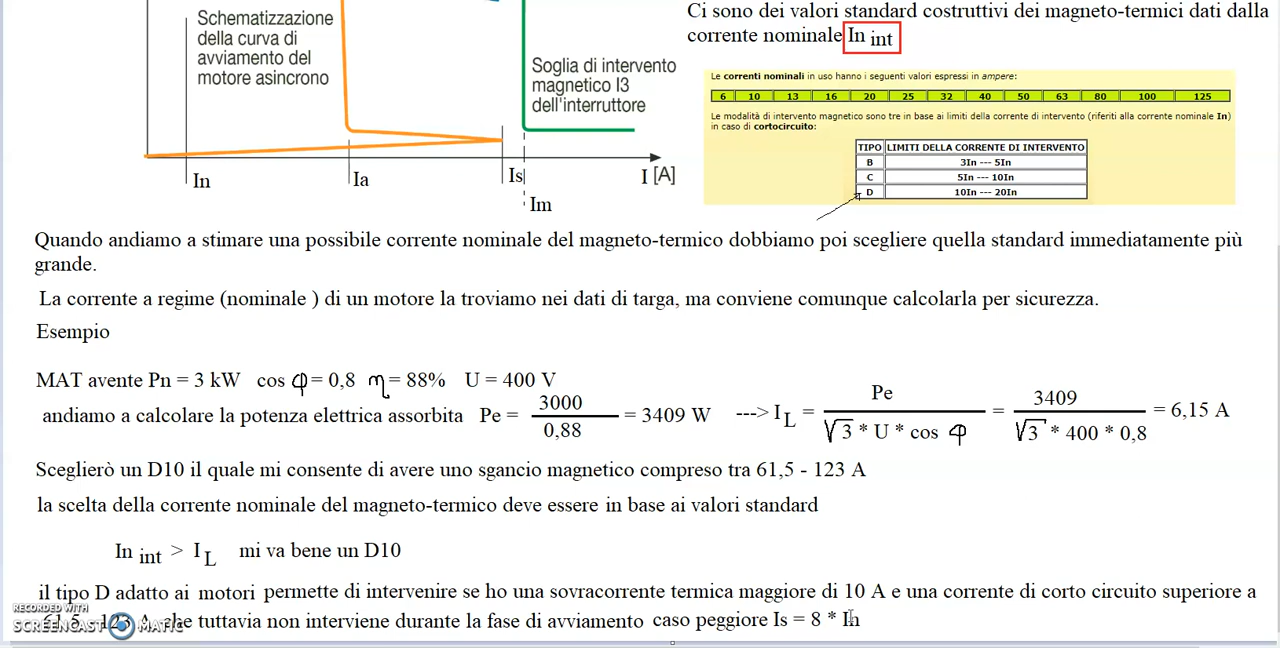 Schematizzazione
della curva di
avviamento del
motore asincrono
Soglia di intervento
magnetico I3
dell'interruttore
In
Ia
Is
I [A]
Im
Ci sono dei valori standard costruttivi dei magneto-termici dati dalla
corrente nominale In int
Le correnti nominali in uso hanno i seguenti valori espressi in ampere:
6 10 13 16 20 25 32 40 50 63 80 100 125
Le modalità di intervento magnetico sono tre in base ai limiti della corrente di intervento (riferiti alla corrente nominale In)
in caso di cortocircuito:
TIPO LIMITI DELLA CORRENTE DI INTERVENTO
B 3In --- 5In
C 5In --- 10In
D 10In --- 20In
Quando andiamo a stimare una possibile corrente nominale del magneto-termico dobbiamo poi scegliere quella standard immediatamente più
grande.
La corrente a regime (nominale ) di un motore la troviamo nei dati di targa, ma conviene comunque calcolarla per sicurezza.
Esempio
MAT avente Pn = 3 kW cos φ = 0,8 η = 88% U = 400 V
andiamo a calcolare la potenza elettrica assorbita Pe = 3000 / 0,88 = 3409 W ---> I L = Pe / √3 * U * cos φ = 3409 / √3 * 400 * 0,8 = 6,15 A
Sceglierò un D10 il quale mi consente di avere uno sgancio magnetico compreso tra 61,5 - 123 A
la scelta della corrente nominale del magneto-termico deve essere in base ai valori standard
In int > I L mi va bene un D10
il tipo D adatto ai motori permette di intervenire se ho una sovracorrente termica maggiore di 10 A e una corrente di corto circuito superiore a
61,5 - 123 A che tuttavia non interviene durante la fase di avviamento caso peggiore Is = 8 * In
RECORDED WITH
SCREENCAST MATIC